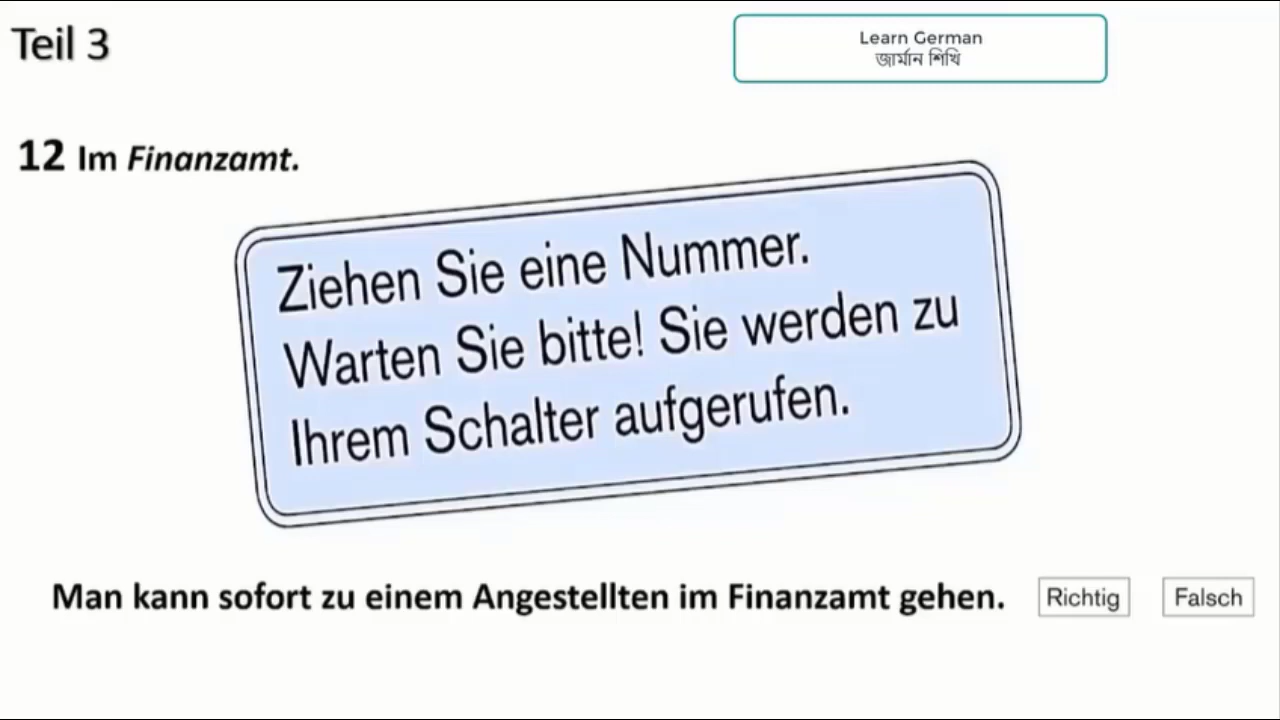 Teil 3
Learn German
জার্মান শিখি
12 Im Finanzamt.
Ziehen Sie eine Nummer.
Warten Sie bitte! Sie werden zu
Ihrem Schalter aufgerufen.
Man kann sofort zu einem Angestellten im Finanzamt gehen. Richtig Falsch